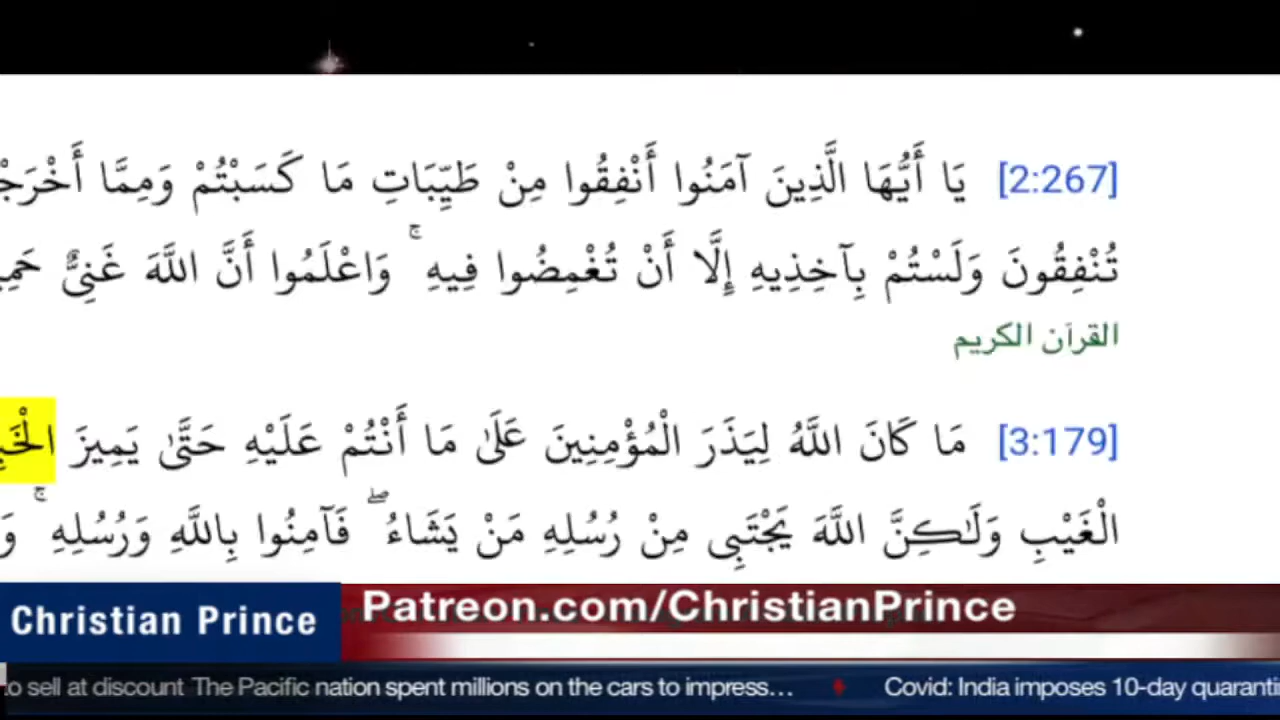 [2:267] يَا أَيُّهَا الَّذِينَ آمَنُوا أَنْفِقُوا مِنْ طَيِّبَاتِ مَا كَسَبْتُمْ وَمِمَّا
تُنْفِقُونَ وَلَسْتُمْ بِآخِذِيهِ إِلَّا أَنْ تُغْمِضُوا فِيهِ ۚ وَاعْلَمُوا أَنَّ اللَّهَ غَنِيٌّ
القرآن الكريم
[3:179] مَا كَانَ اللَّهُ لِيَذَرَ الْمُؤْمِنِينَ عَلَىٰ مَا أَنْتُمْ عَلَيْهِ حَتَّىٰ يَمِيزَ
الْغَيْبِ وَلَٰكِنَّ اللَّهَ يَجْتَبِي مِنْ رُسُلِهِ مَنْ يَشَاءُ ۖ فَآمِنُوا بِاللَّهِ وَرُسُلِهِ ۚ
Christian Prince
Patreon.com/ChristianPrince
o sell at discount The Pacific nation spent millions on the cars to impress... Covid: India imposes 10-day